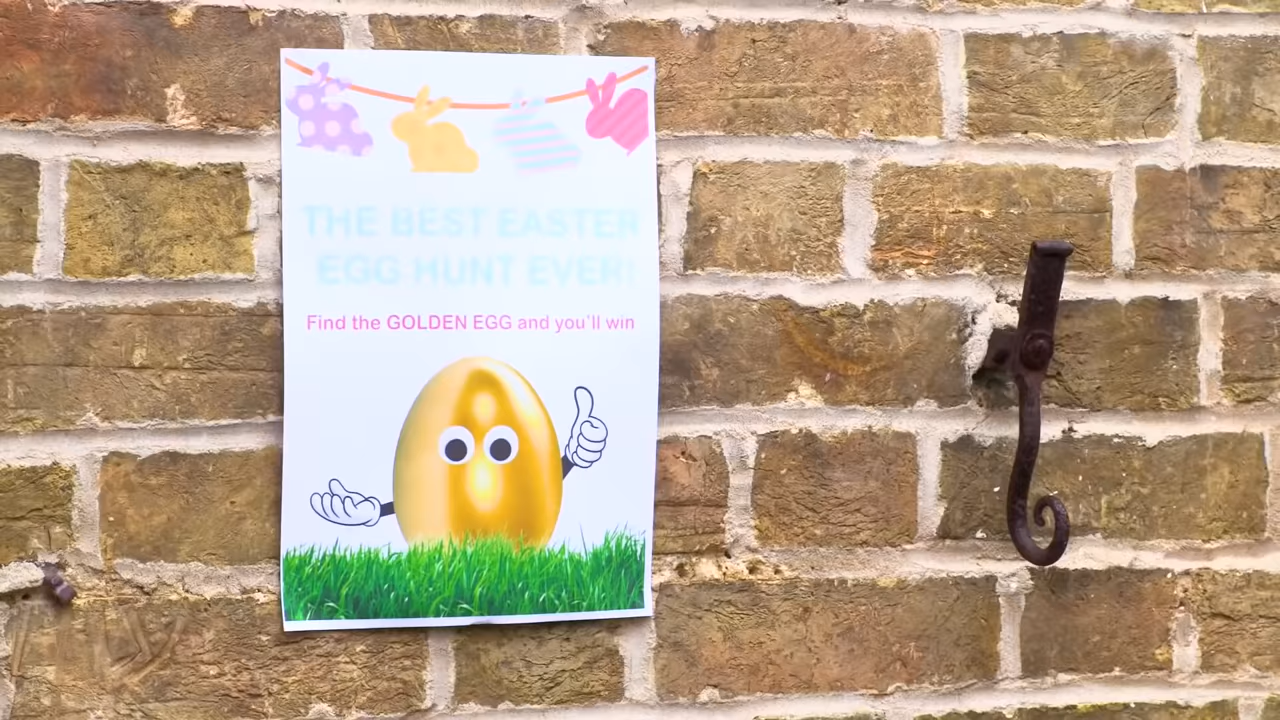 THE BEST EASTER
EGG HUNT EVER!
Find the GOLDEN EGG and you'll win